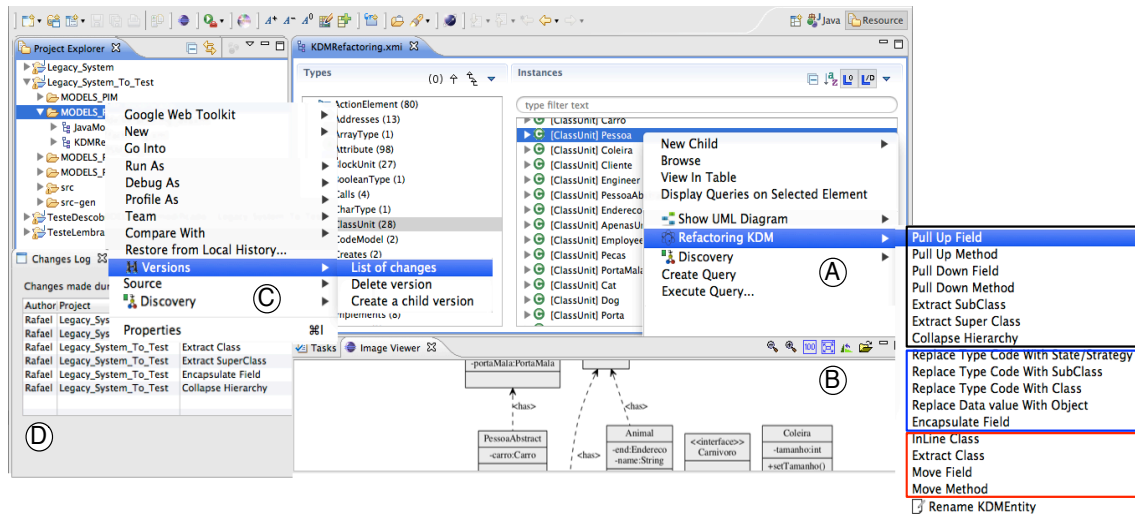 Java
Resource
Project Explorer
Legacy_System
Legacy_System_To_Test
MODELS_PIM
MODELS_
JavaMo
KDMRe
MODELS_
MODELS_
src
src-gen
TesteDescob
TesteLembra
Google Web Toolkit
New
Go Into
Run As
Debug As
Profile As
Team
Compare With
Restore from Local History...
Versions
Source
Discovery
Properties
⌘I
List of changes
Delete version
Create a child version
C
KDMRefactoring.xmi
Types
(0)
ActionElement (80)
Addresses (13)
ArrayType (1)
Attribute (98)
BlockUnit (27)
BooleanType (1)
Calls (4)
CharType (1)
ClassUnit (28)
CodeModel (2)
Creates (2)
Implements (8)
Instances
type filter text
[ClassUnit] Carro
[ClassUnit] Pessoa
[ClassUnit] Coleira
[ClassUnit] Cliente
[ClassUnit] Engineer
[ClassUnit] PessoaAb
[ClassUnit] Endereco
[ClassUnit] ApenasUr
[ClassUnit] Employee
[ClassUnit] Pecas
[ClassUnit] PortaMala
[ClassUnit] Cat
[ClassUnit] Dog
[ClassUnit] Porta
New Child
Browse
View In Table
Display Queries on Selected Element
Show UML Diagram
Refactoring KDM
Discovery
Create Query
Execute Query...
A
Pull Up Field
Pull Up Method
Pull Down Field
Pull Down Method
Extract SubClass
Extract Super Class
Collapse Hierarchy
Replace Type Code With State/Strategy
Replace Type Code With SubClass
Replace Type Code With Class
Replace Data value With Object
Encapsulate Field
InLine Class
Extract Class
Move Field
Move Method
Rename KDMEntity
Changes Log
Changes made du
Author Project
Rafael Legacy_Sys
Rafael Legacy_Sys
Rafael Legacy_System_To_Test Extract Class
Rafael Legacy_System_To_Test Extract SuperClass
Rafael Legacy_System_To_Test Encapsulate Field
Rafael Legacy_System_To_Test Collapse Hierarchy
D
Tasks
Image Viewer
100
B
-portaMala:PortaMala
<has>
<has>
<has>
PessoaAbstract
-carro:Carro
Animal
-end:Endereco
-name:String
<<interface>>
Carnivoro
Coleira
-tamanho:int
+setTamanho()